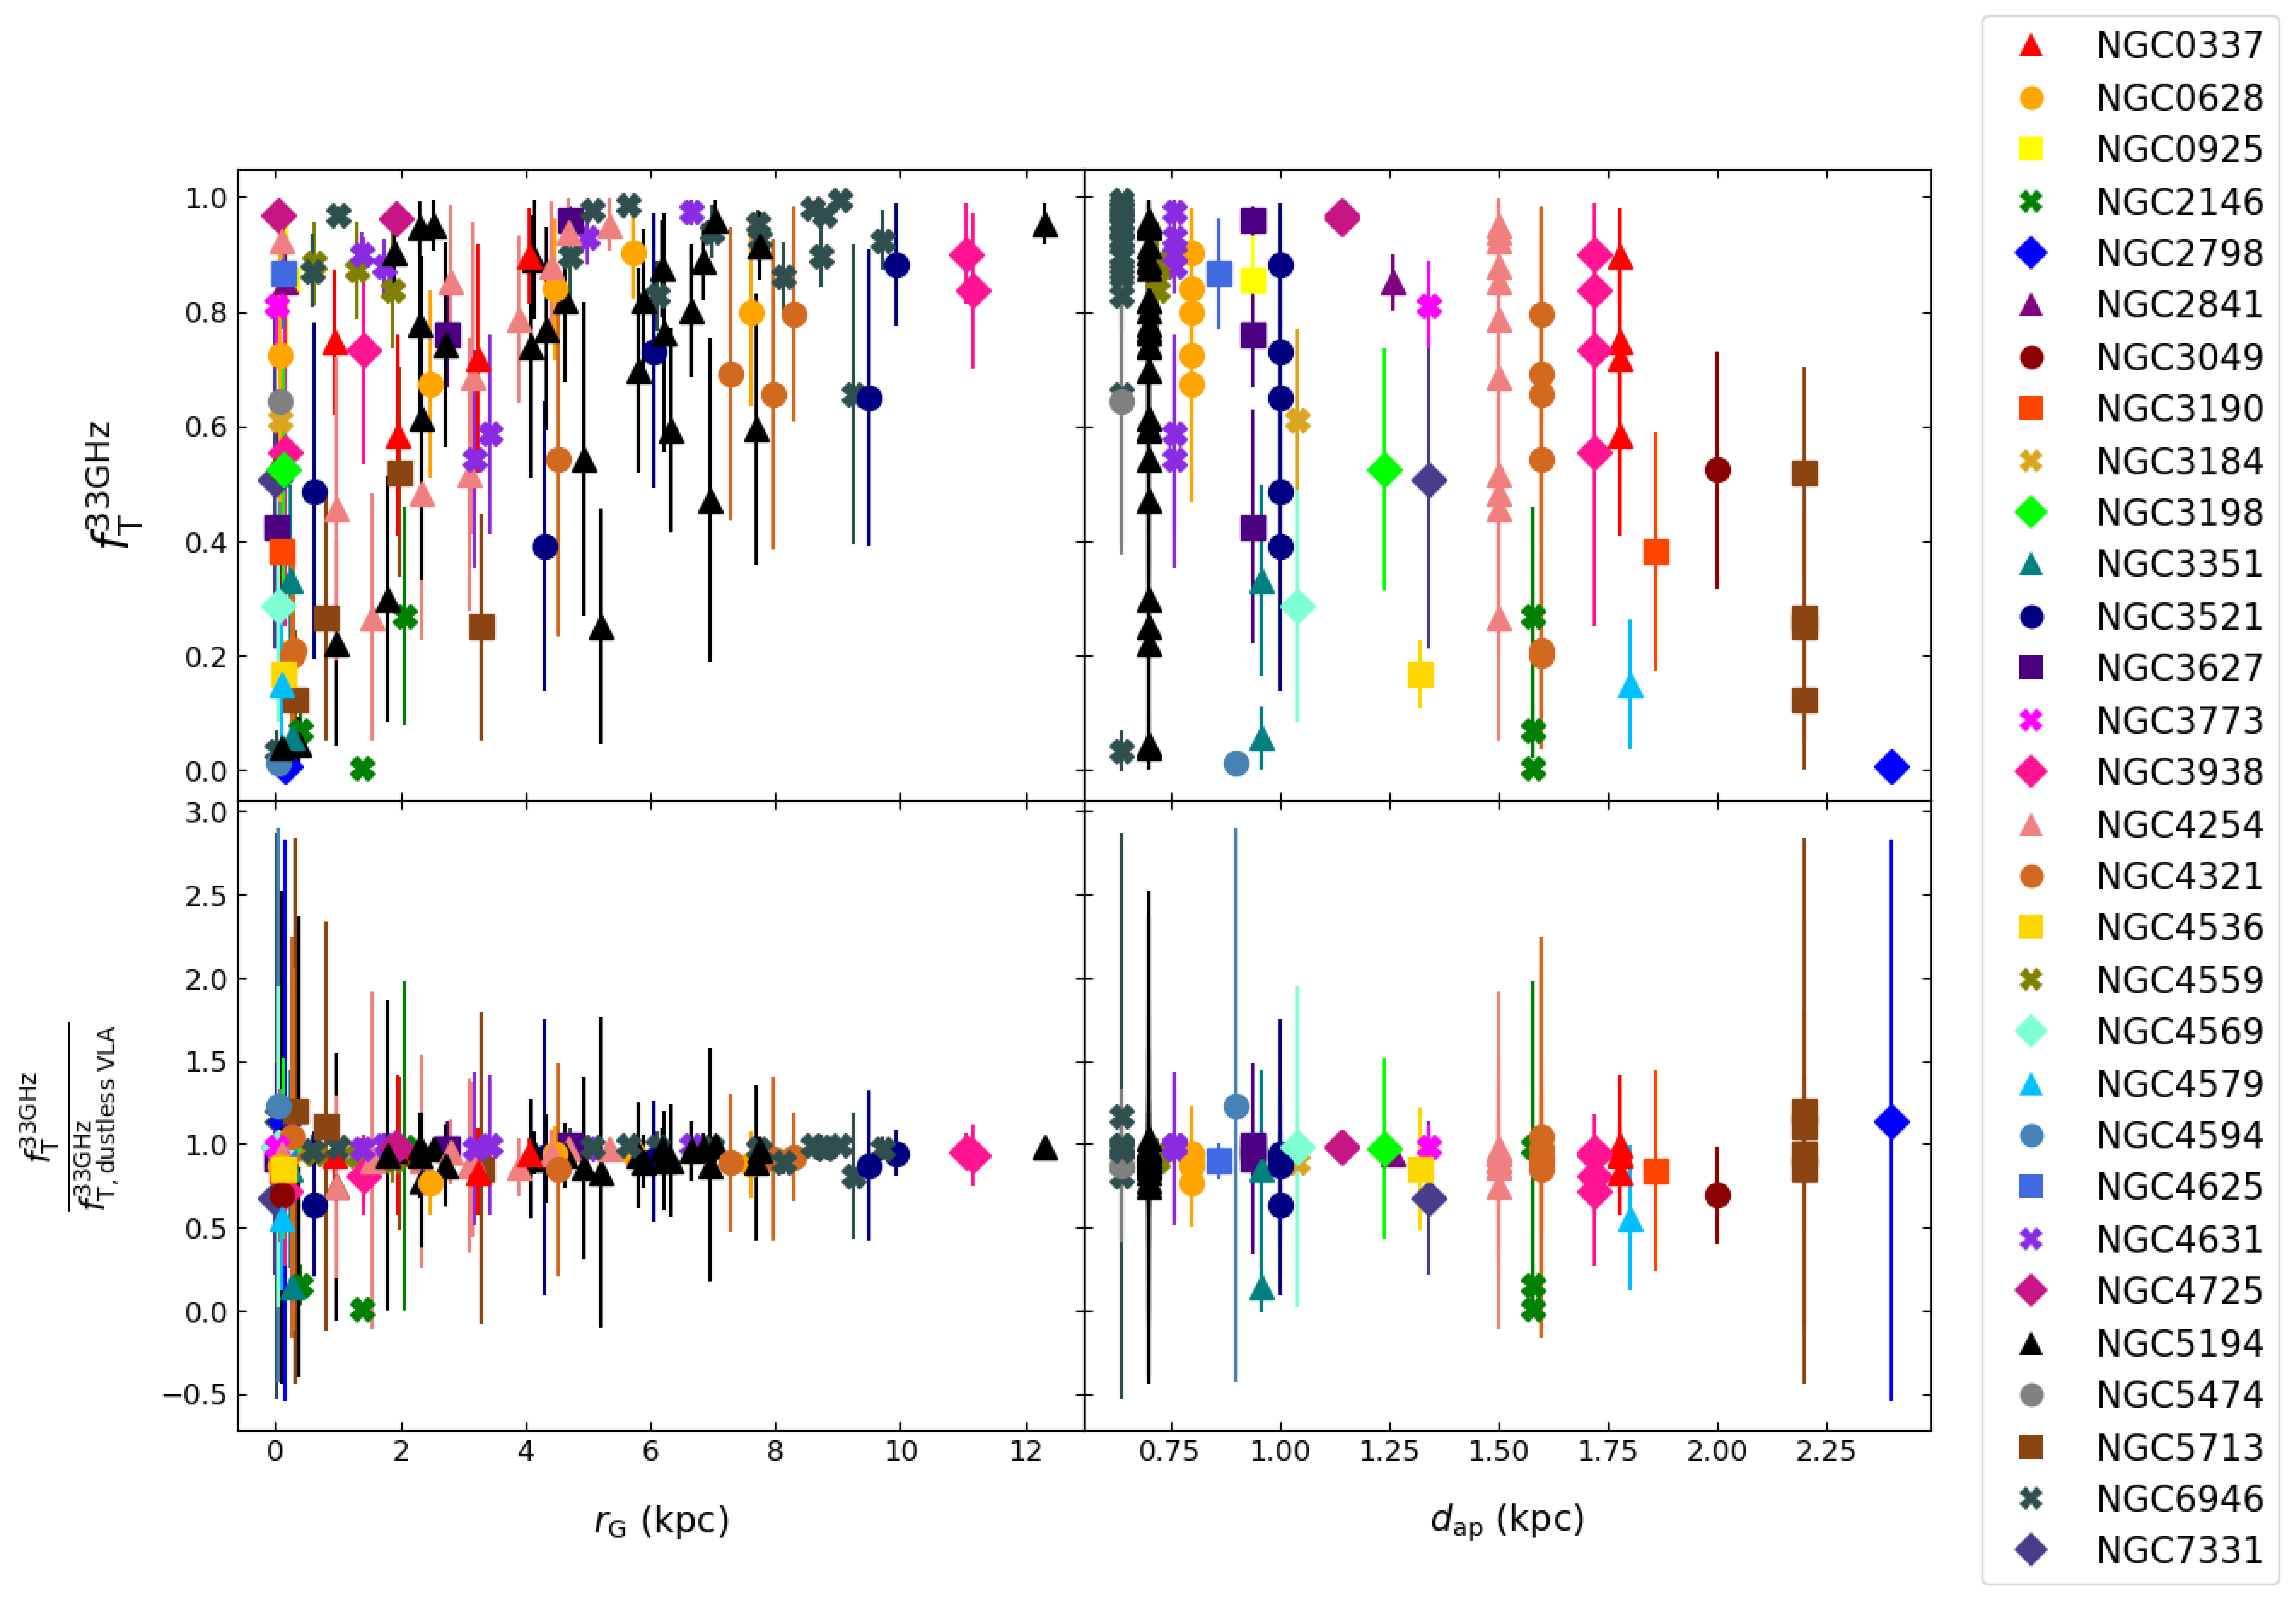 f_T^33GHz
1.0
0.8
0.6
0.4
0.2
0.0
f_T^33GHz
f_T, dustless VLA^33GHz
3.0
2.5
2.0
1.5
1.0
0.5
0.0
−0.5
0 2 4 6 8 10 12
r_G (kpc)
0.75 1.00 1.25 1.50 1.75 2.00 2.25
d_ap (kpc)
NGC0337
NGC0628
NGC0925
NGC2146
NGC2798
NGC2841
NGC3049
NGC3190
NGC3184
NGC3198
NGC3351
NGC3521
NGC3627
NGC3773
NGC3938
NGC4254
NGC4321
NGC4536
NGC4559
NGC4569
NGC4579
NGC4594
NGC4625
NGC4631
NGC4725
NGC5194
NGC5474
NGC5713
NGC6946
NGC7331